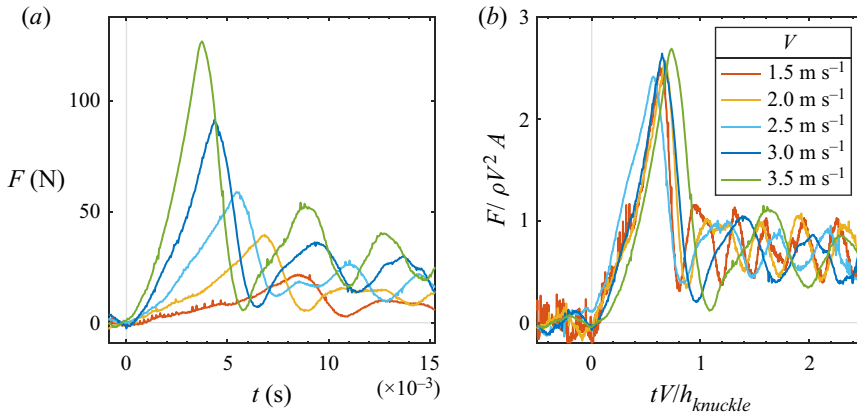 (a)
F (N)
100
50
0
0
5
10
15
t (s)
(×10⁻³)
(b)
F/ ρV² A
3
2
1
0
0
1
2
tV/h_knuckle
V
1.5 m s⁻¹
2.0 m s⁻¹
2.5 m s⁻¹
3.0 m s⁻¹
3.5 m s⁻¹